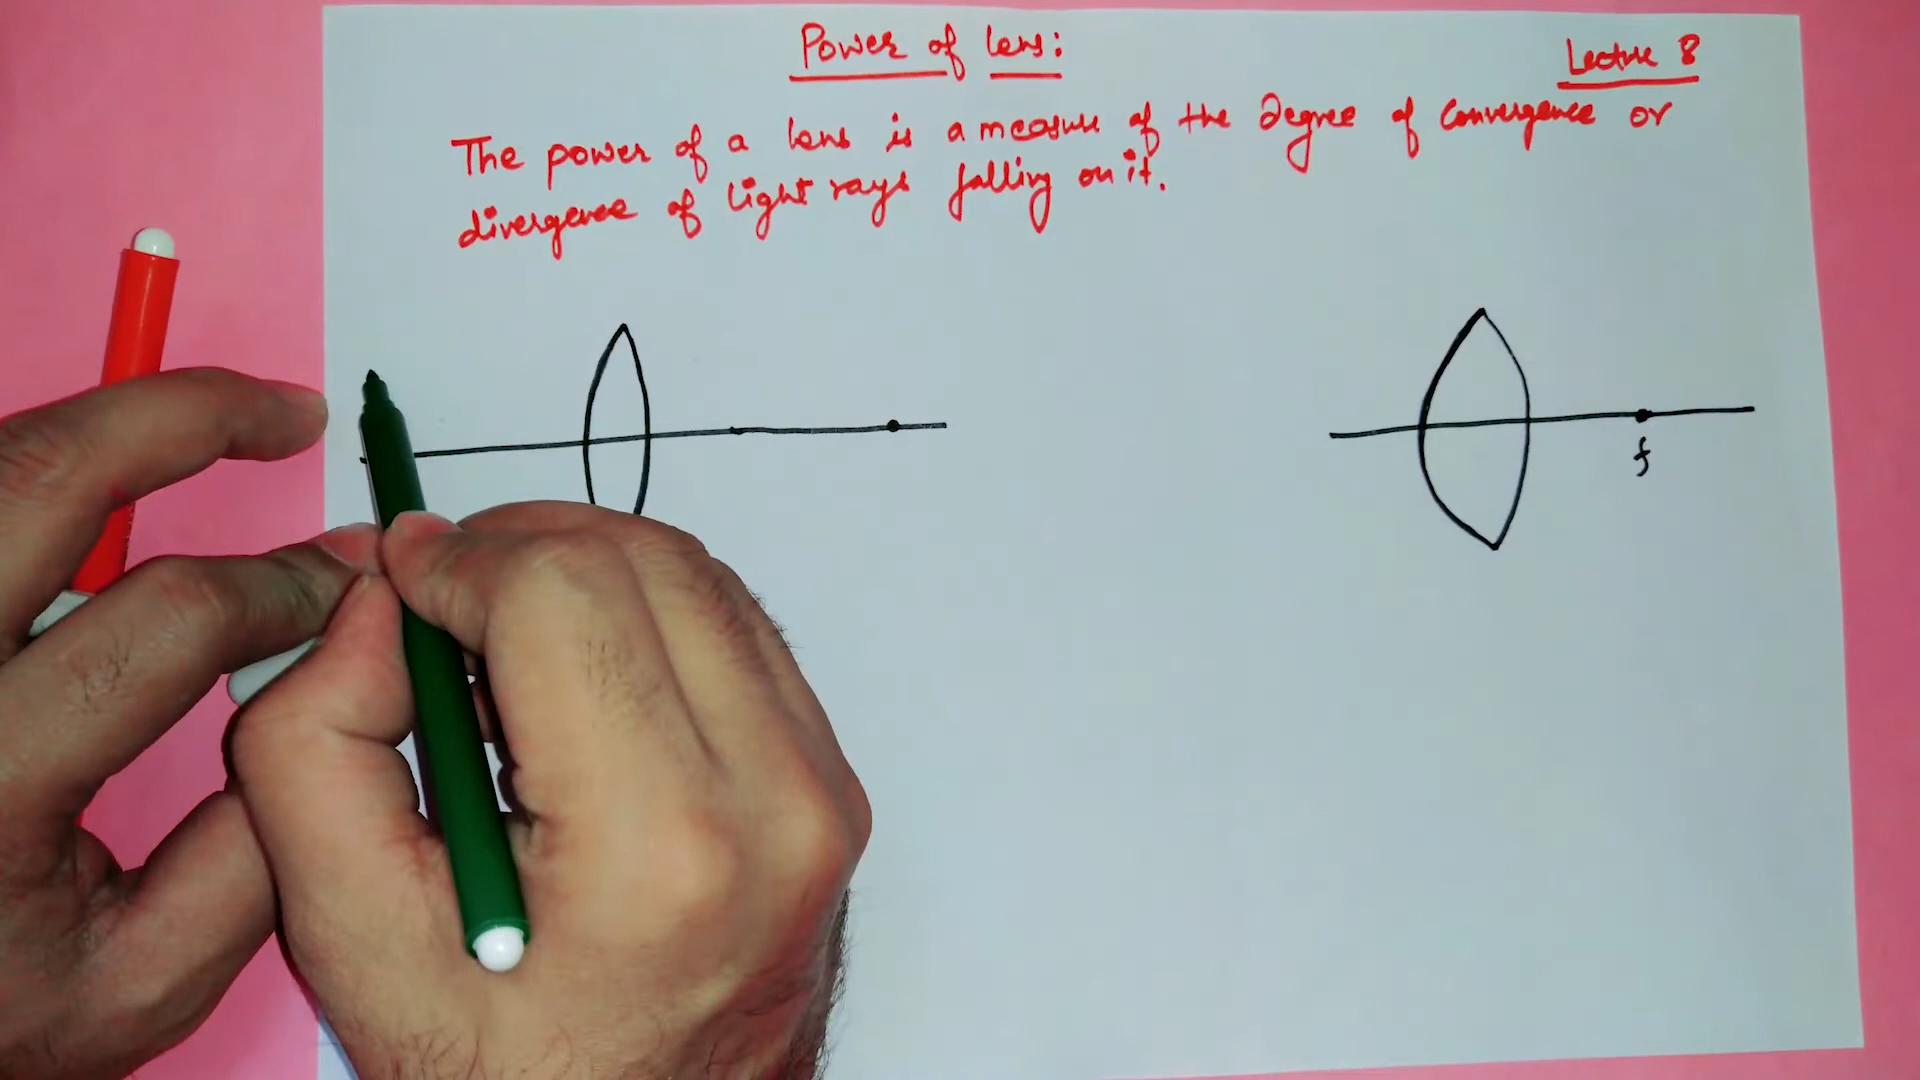 Power of lens:
Lecture 8
The power of a lens is a measure of the Degree of Convergence or
divergence of light rays falling on it.
f